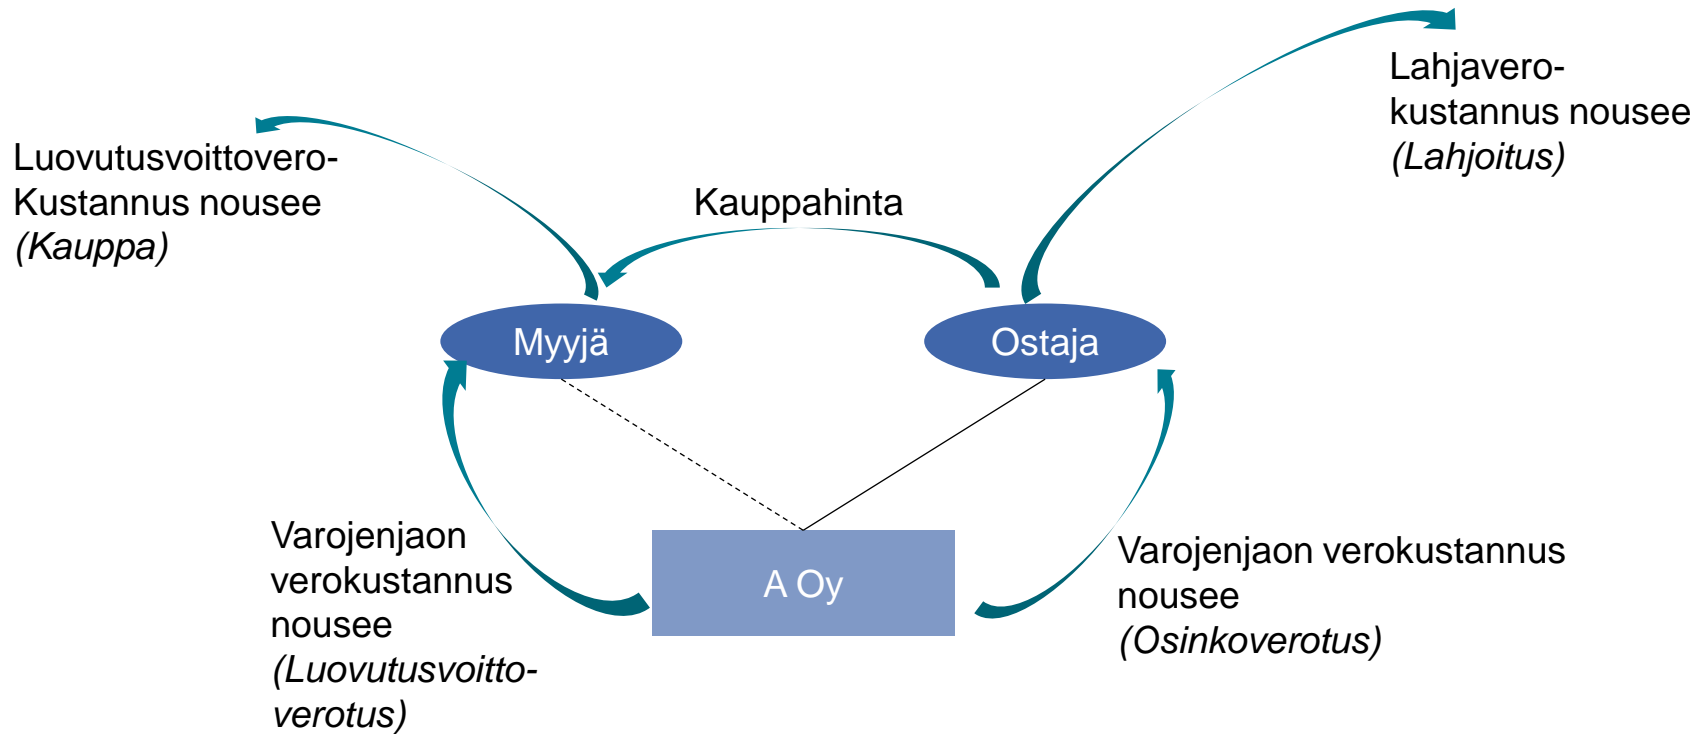 Lahjavero-
kustannus nousee
(Lahjoitus)
Luovutusvoittovero-
Kustannus nousee
(Kauppa)
Kauppahinta
Myyjä
Ostaja
Varojenjaon
verokustannus
nousee
(Luovutusvoitto-
verotus)
A Oy
Varojenjaon verokustannus
nousee
(Osinkoverotus)